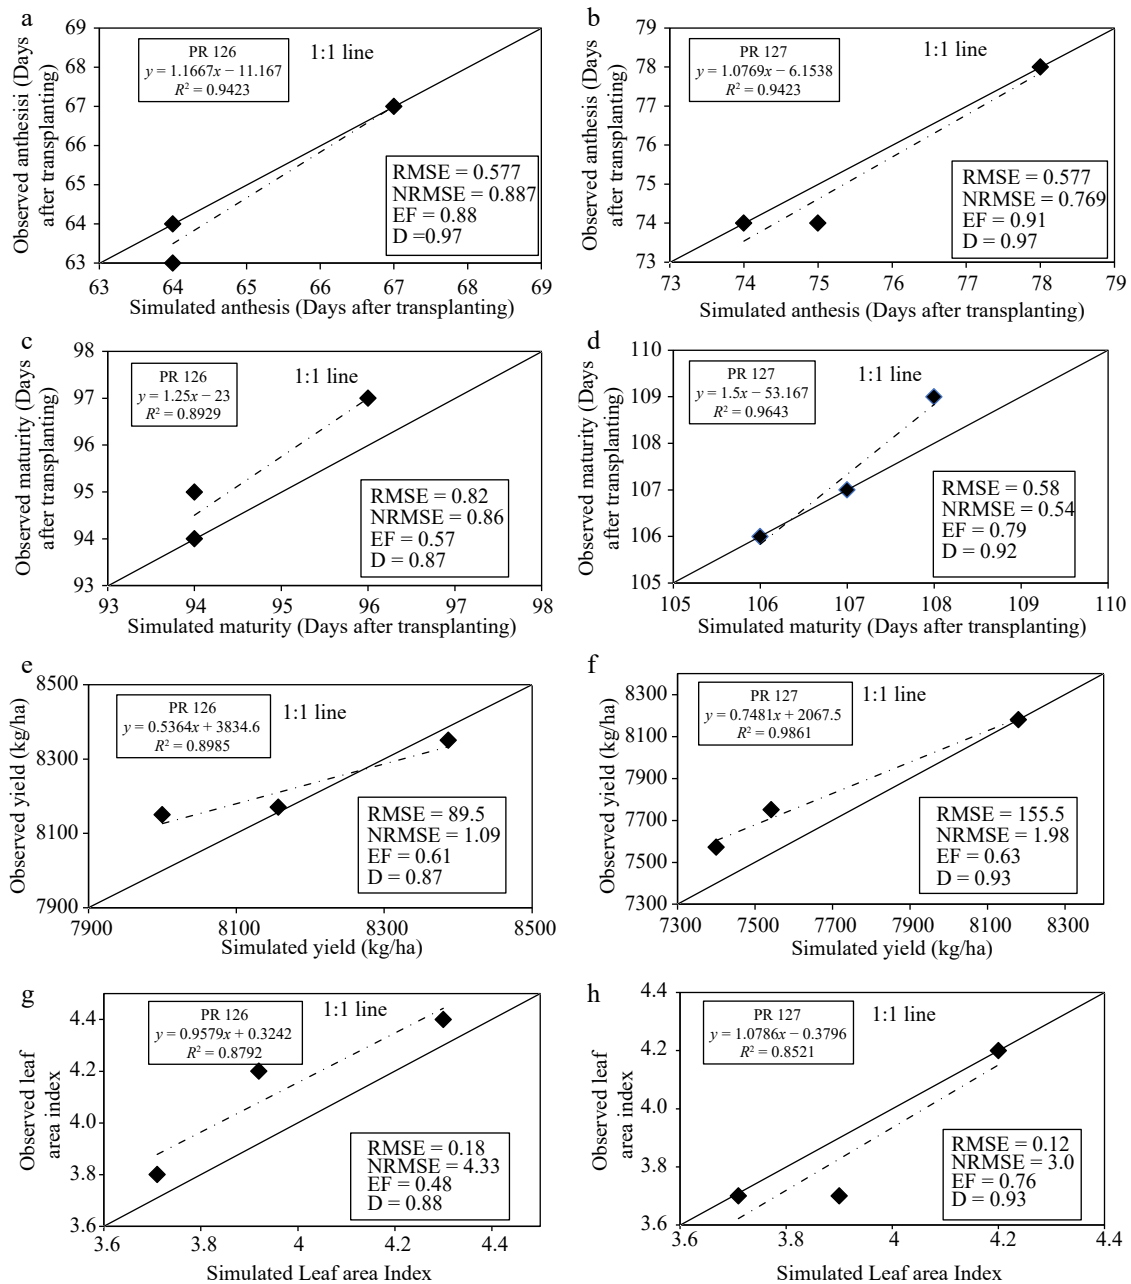 a
Observed anthesisi (Days
after transplanting)
69
68
67
66
65
64
63
PR 126
y = 1.1667x − 11.167
R² = 0.9423
1:1 line
RMSE = 0.577
NRMSE = 0.887
EF = 0.88
D =0.97
63 64 65 66 67 68 69
Simulated anthesis (Days after transplanting)
b
Observed anthesis (Days
after transplanting)
79
78
77
76
75
74
73
PR 127
y = 1.0769x − 6.1538
R² = 0.9423
1:1 line
RMSE = 0.577
NRMSE = 0.769
EF = 0.91
D = 0.97
73 74 75 76 77 78 79
Simulated anthesis (Days after transplanting)
c
Observed maturity (Days
after transplanting)
98
97
96
95
94
93
PR 126
y = 1.25x − 23
R² = 0.8929
1:1 line
RMSE = 0.82
NRMSE = 0.86
EF = 0.57
D = 0.87
93 94 95 96 97 98
Simulated maturity (Days after transplanting)
d
Observed maturity (Days
after transplanting)
110
109
108
107
106
105
PR 127
y = 1.5x − 53.167
R² = 0.9643
1:1 line
RMSE = 0.58
NRMSE = 0.54
EF = 0.79
D = 0.92
105 106 107 108 109 110
Simulated maturity (Days after transplanting)
e
Observed yield (kg/ha)
8500
8300
8100
7900
PR 126
y = 0.5364x + 3834.6
R² = 0.8985
1:1 line
RMSE = 89.5
NRMSE = 1.09
EF = 0.61
D = 0.87
7900 8100 8300 8500
Simulated yield (kg/ha)
f
Observed yield (kg/ha)
8300
8100
7900
7700
7500
7300
PR 127
y = 0.7481x + 2067.5
R² = 0.9861
1:1 line
RMSE = 155.5
NRMSE = 1.98
EF = 0.63
D = 0.93
7300 7500 7700 7900 8100 8300
Simulated yield (kg/ha)
g
Observed leaf
area index
4.4
4.2
4.0
3.8
3.6
PR 126
y = 0.9579x + 0.3242
R² = 0.8792
1:1 line
RMSE = 0.18
NRMSE = 4.33
EF = 0.48
D = 0.88
3.6 3.8 4 4.2 4.4
Simulated Leaf area Index
h
Observed leaf
area index
4.4
4.2
4.0
3.8
3.6
PR 127
y = 1.0786x − 0.3796
R² = 0.8521
1:1 line
RMSE = 0.12
NRMSE = 3.0
EF = 0.76
D = 0.93
3.6 3.8 4.0 4.2 4.4
Simulated Leaf area Index